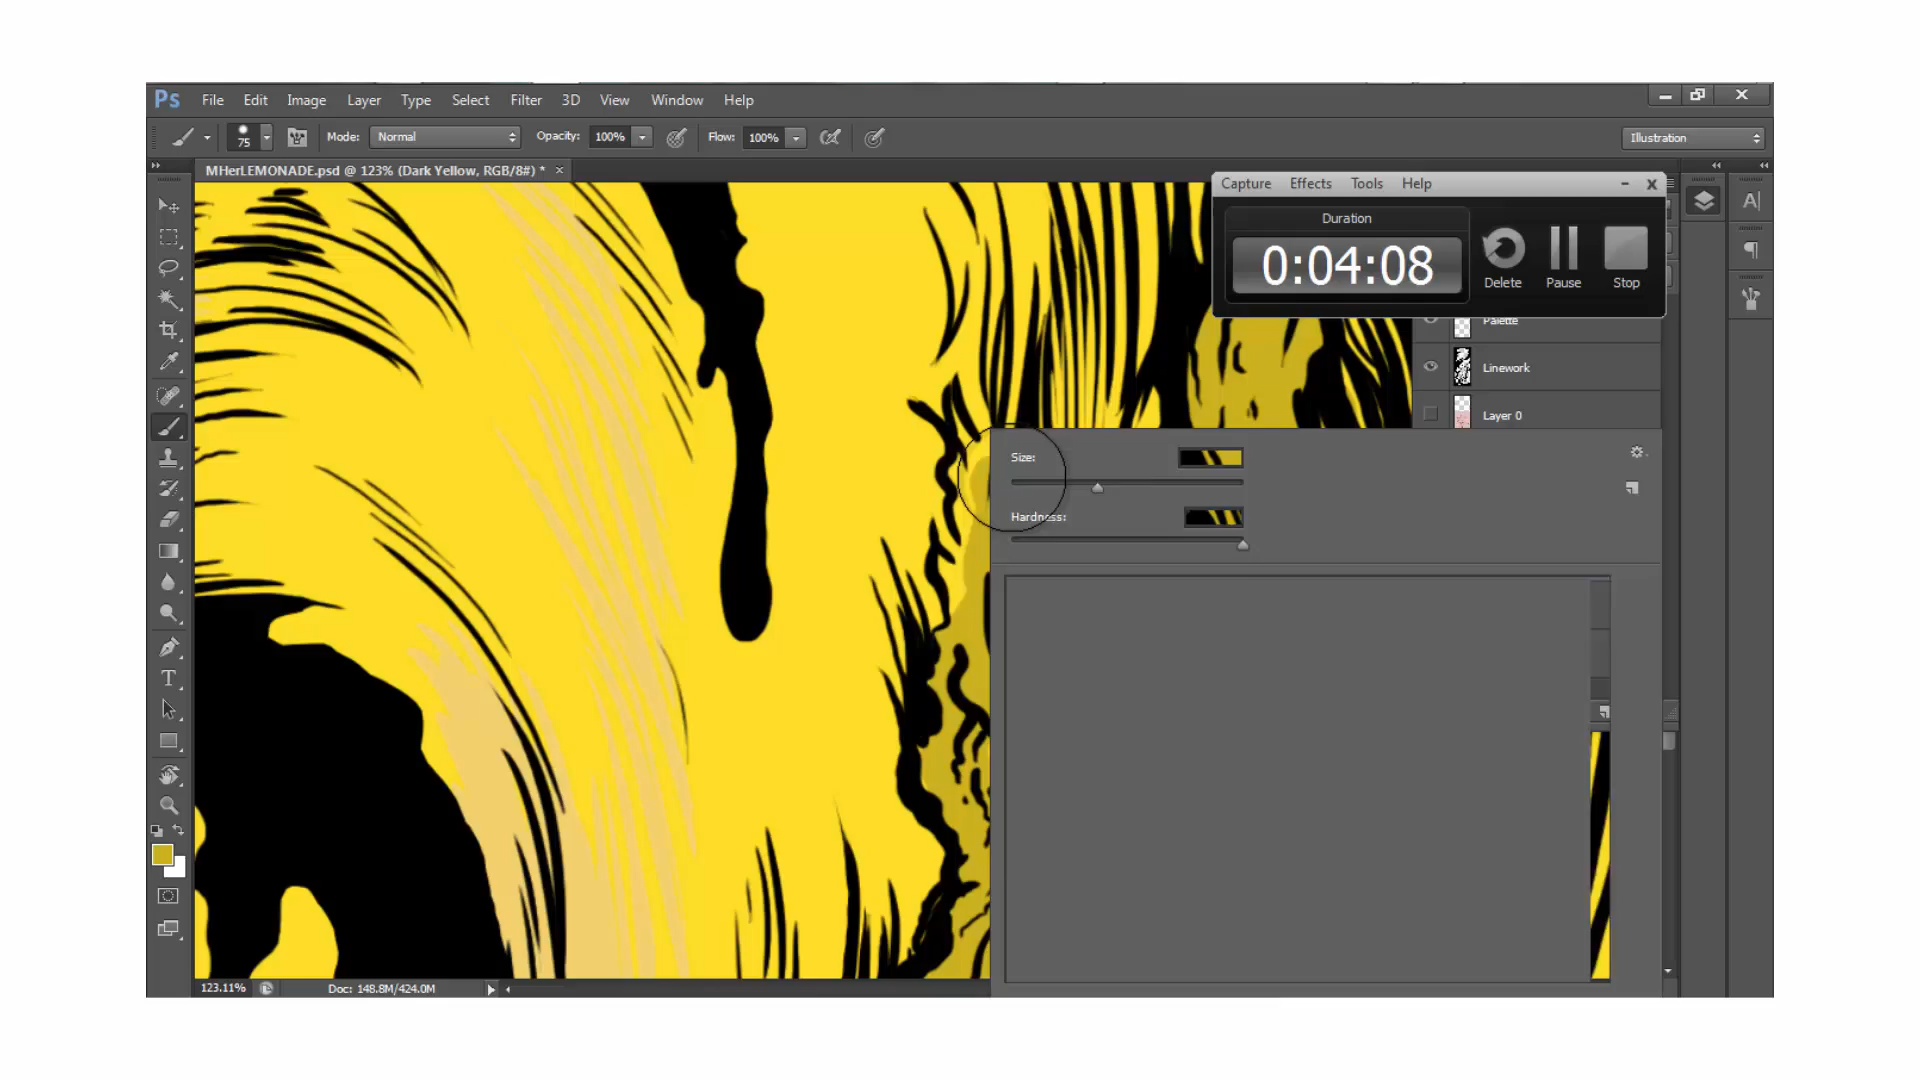 Ps File Edit Image Layer Type Select Filter 3D View Window Help
75 Mode: Normal Opacity: 100% Flow: 100% Illustration
MHerLEMONADE.psd @ 123% (Dark Yellow, RGB/8#) * ×
Capture Effects Tools Help
Duration
0:04:08
Delete Pause Stop
Palette
Linework
Layer 0
Size:
Hardness:
123.11% Doc: 148.8M/424.0M